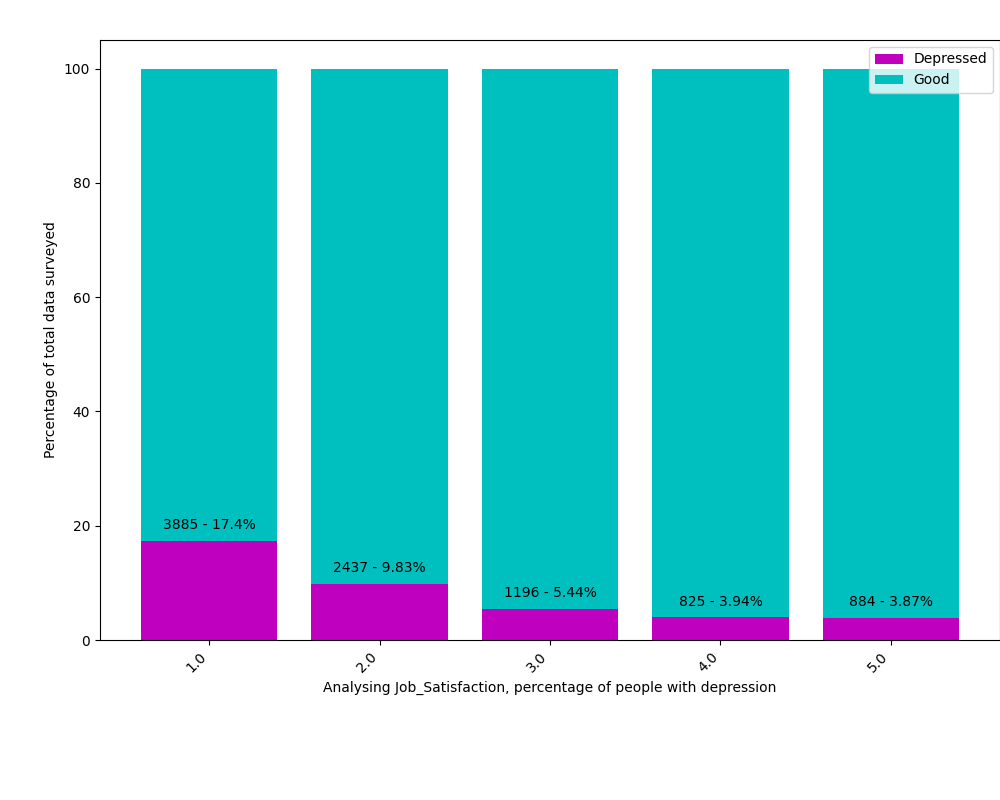 Depressed
Good
100
80
60
40
20
0
Percentage of total data surveyed
3885 - 17.4%
2437 - 9.83%
1196 - 5.44%
825 - 3.94%
884 - 3.87%
1.0
2.0
3.0
4.0
5.0
Analysing Job_Satisfaction, percentage of people with depression